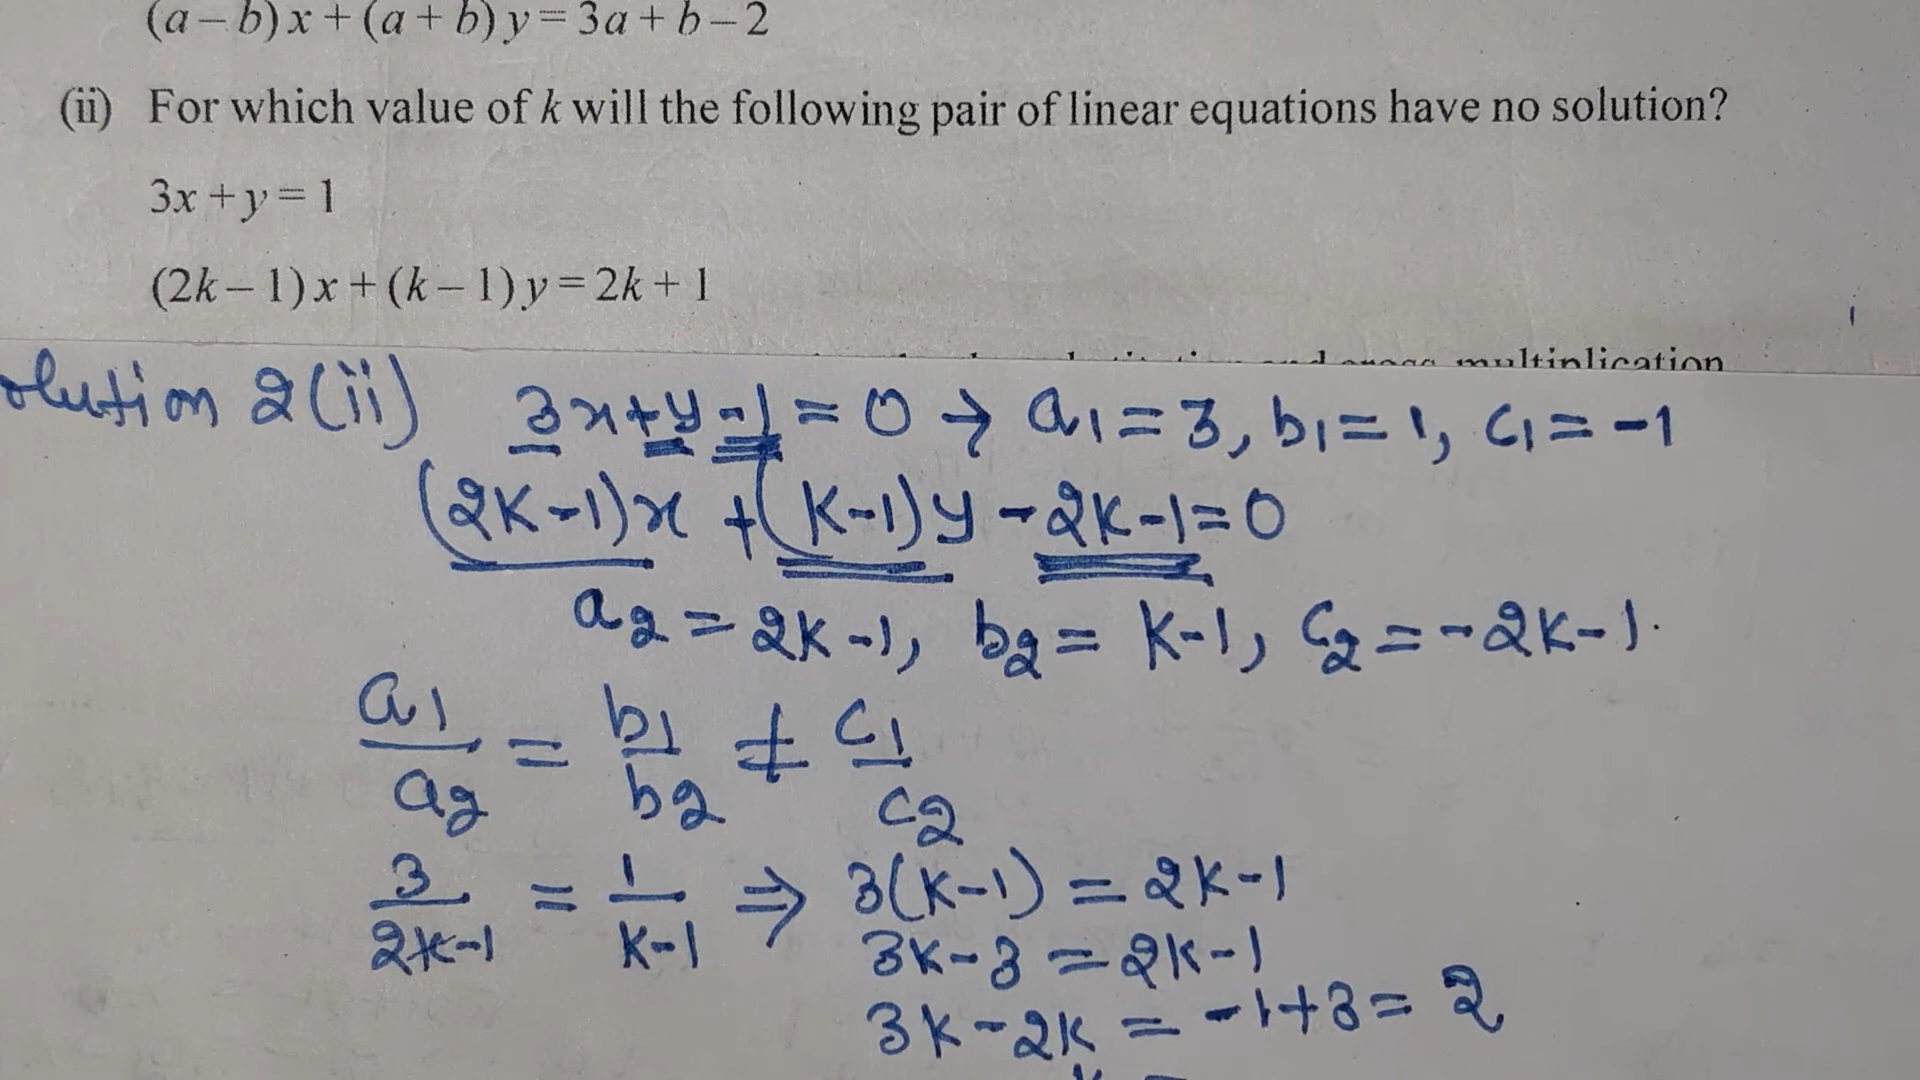 (a – b) x + (a + b) y = 3a + b – 2
(ii) For which value of k will the following pair of linear equations have no solution?
3x + y = 1
(2k – 1) x + (k – 1) y = 2k + 1
multiplication
olution 2(ii) 3x+y-1=0 → a1=3, b1=1, c1=-1
(2K-1)x +(K-1)y -2K-1=0
a2=2K-1, b2=K-1, C2=-2K-1.
a1/a2 = b1/b2 ≠ C1/C2
3/2K-1 = 1/K-1 ⇒ 3(K-1) = 2K-1
3K-3 = 2K-1
3K-2K = -1+3= 2